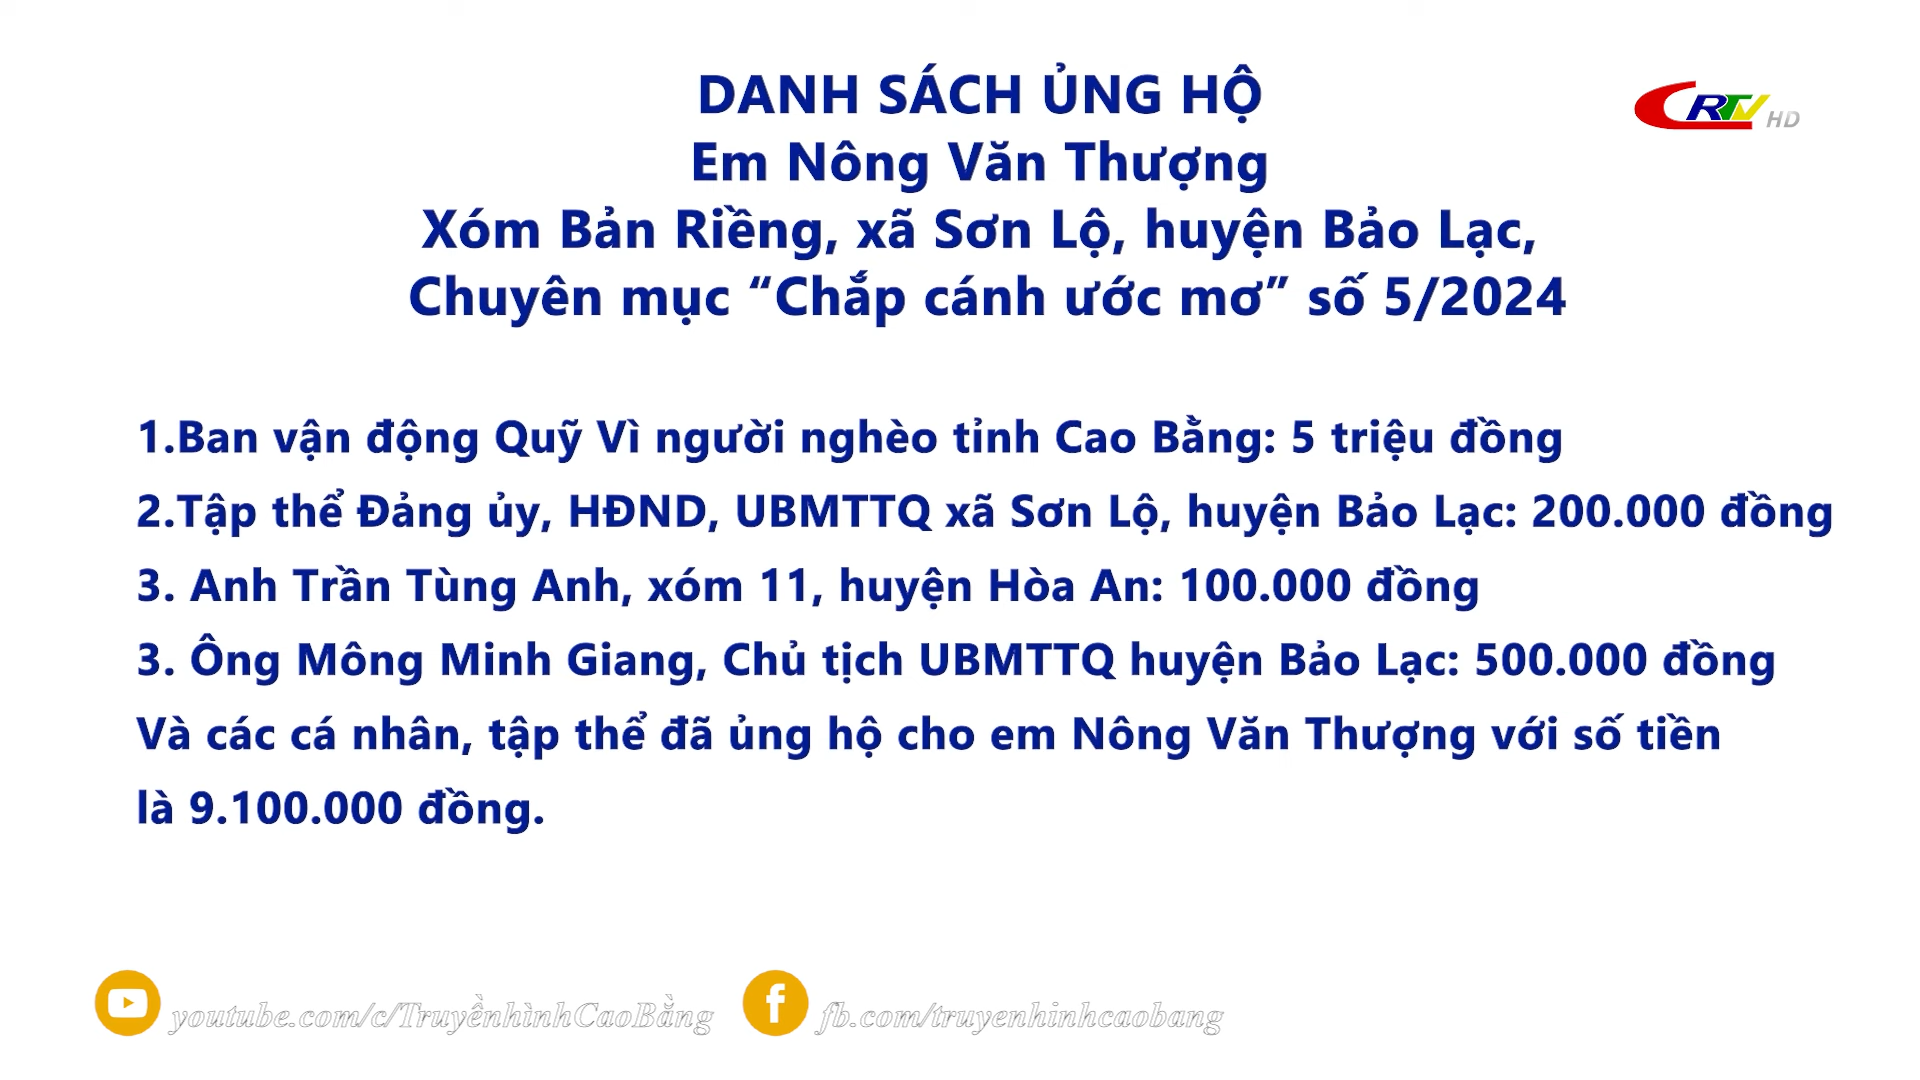 DANH SÁCH ỦNG HỘ
CRTV HD
Em Nông Văn Thượng
Xóm Bản Riềng, xã Sơn Lộ, huyện Bảo Lạc,
Chuyên mục “Chắp cánh ước mơ” số 5/2024
1.Ban vận động Quỹ Vì người nghèo tỉnh Cao Bằng: 5 triệu đồng
2.Tập thể Đảng ủy, HĐND, UBMTTQ xã Sơn Lộ, huyện Bảo Lạc: 200.000 đồng
3. Anh Trần Tùng Anh, xóm 11, huyện Hòa An: 100.000 đồng
3. Ông Mông Minh Giang, Chủ tịch UBMTTQ huyện Bảo Lạc: 500.000 đồng
Và các cá nhân, tập thể đã ủng hộ cho em Nông Văn Thượng với số tiền
là 9.100.000 đồng.
youtube.com/c/TruyềnhìnhCaoBằng fb.com/truyenhinhcaobang